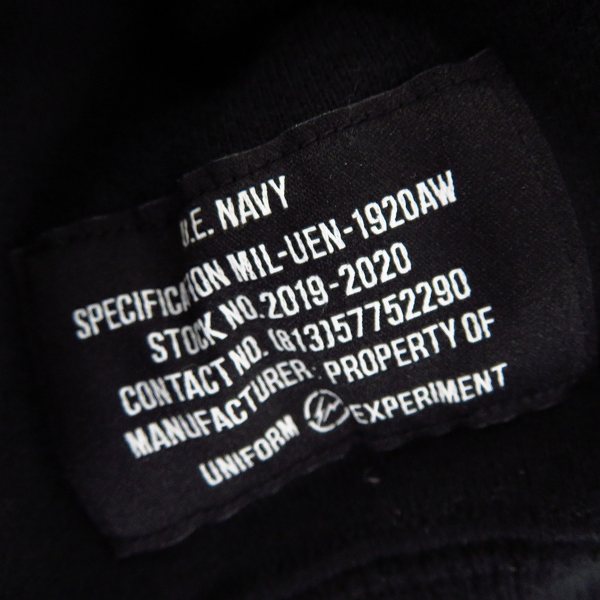 U.E. NAVY
SPECIFICATION MIL-UEN-1920AW
STOCK NO.2019-2020
CONTACT NO. (813)57752290
MANUFACTURER: PROPERTY OF
UNIFORM EXPERIMENT